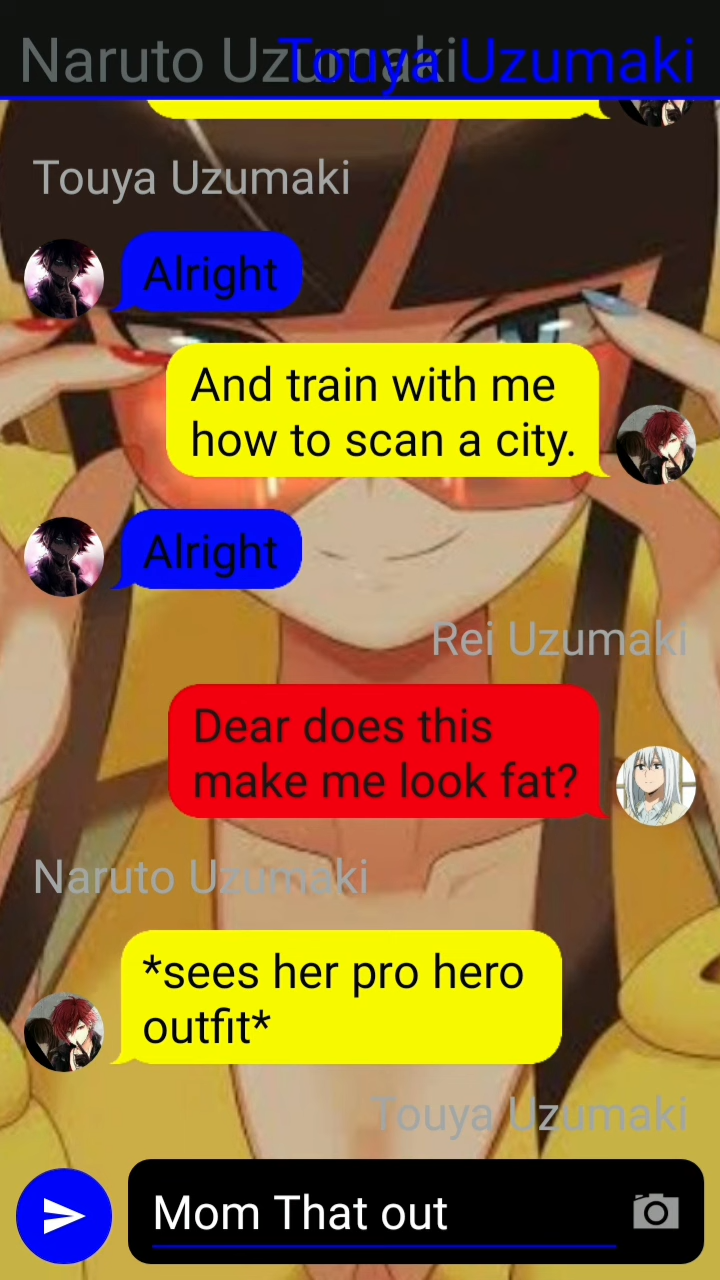 Naruto Uzumaki
Touya Uzumaki
Touya Uzumaki
Alright
And train with me
how to scan a city.
Alright
Rei Uzumaki
Dear does this
make me look fat?
Naruto Uzumaki
*sees her pro hero
outfit*
Touya Uzumaki
Mom That out